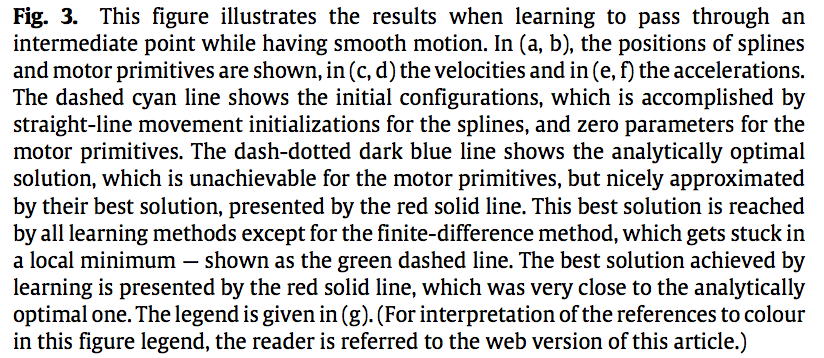 Fig. 3. This figure illustrates the results when learning to pass through an
intermediate point while having smooth motion. In (a, b), the positions of splines
and motor primitives are shown, in (c, d) the velocities and in (e, f) the accelerations.
The dashed cyan line shows the initial configurations, which is accomplished by
straight-line movement initializations for the splines, and zero parameters for the
motor primitives. The dash-dotted dark blue line shows the analytically optimal
solution, which is unachievable for the motor primitives, but nicely approximated
by their best solution, presented by the red solid line. This best solution is reached
by all learning methods except for the finite-difference method, which gets stuck in
a local minimum — shown as the green dashed line. The best solution achieved by
learning is presented by the red solid line, which was very close to the analytically
optimal one. The legend is given in (g). (For interpretation of the references to colour
in this figure legend, the reader is referred to the web version of this article.)